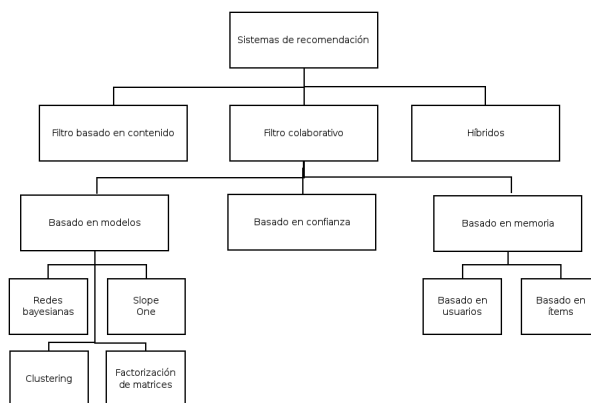 Sistemas de recomendación
Filtro basado en contenido
Filtro colaborativo
Híbridos
Basado en modelos
Basado en confianza
Basado en memoria
Redes
bayesianas
Slope
One
Basado en
usuarios
Basado en
ítems
Clustering
Factorización
de matrices